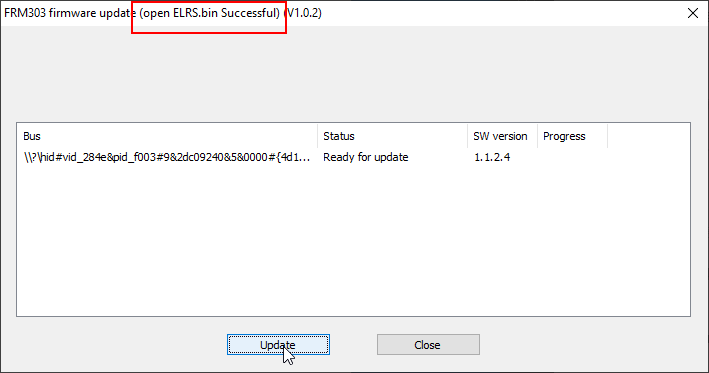 FRM303 firmware update (open ELRS.bin Successful) (V1.0.2)
Bus Status SW version Progress
\\?\hid#vid_284e&pid_f003#9&2dc09240&5&0000#{4d1... Ready for update 1.1.2.4
Update Close